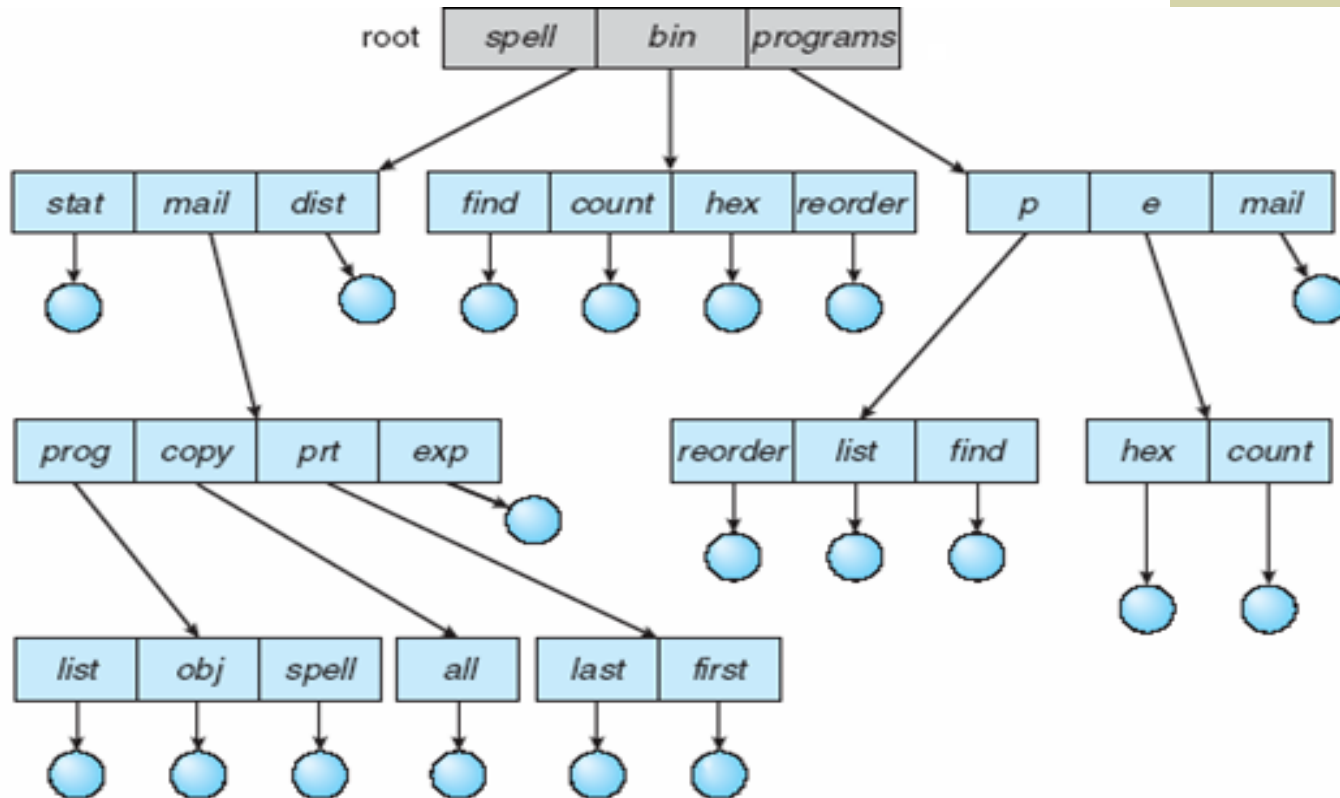 root spell bin programs
stat mail dist find count hex reorder p e mail
prog copy prt exp reorder list find hex count
list obj spell all last first